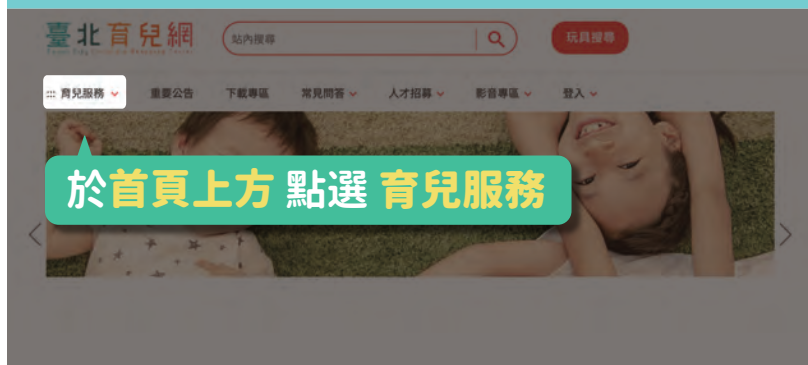 臺北育兒網
站內搜尋
玩具搜尋
::: 育兒服務
重要公告
下載專區
常見問答
人才招募
影音專區
登入
於首頁上方 點選 育兒服務